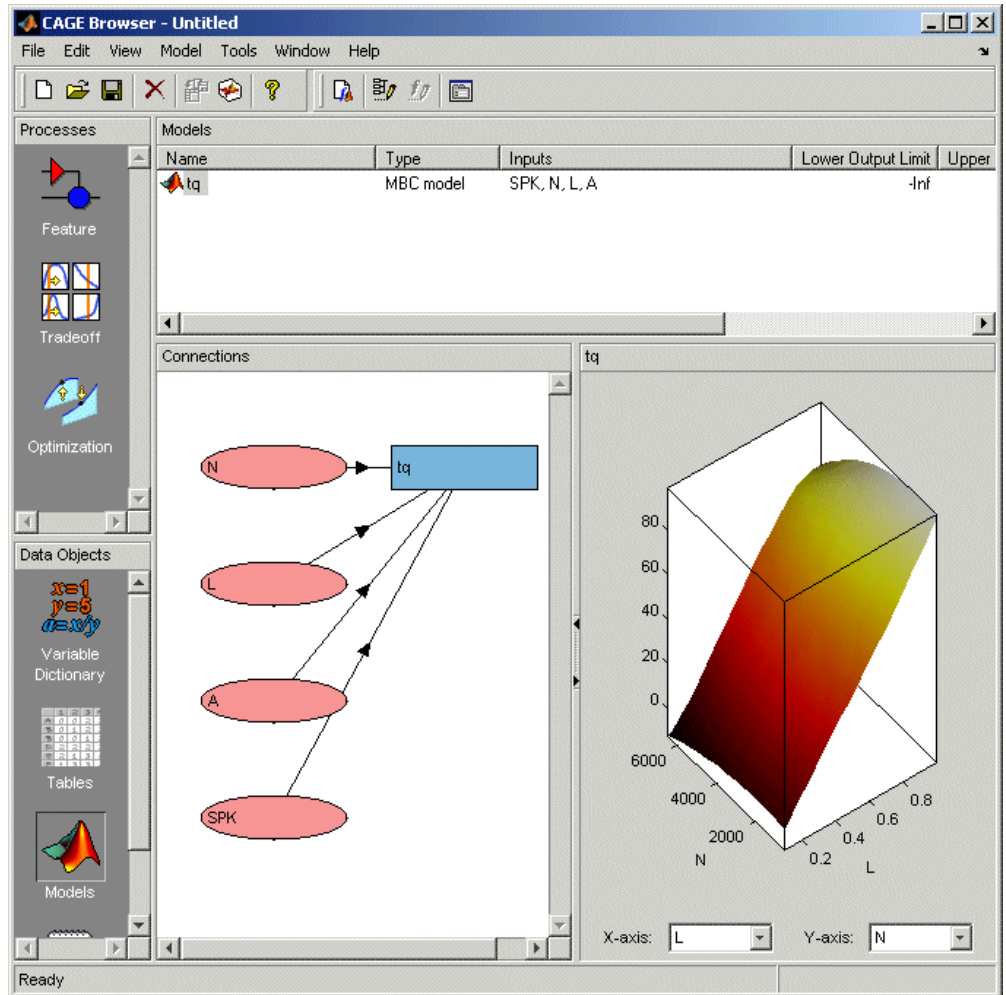 CAGE Browser - Untitled
File Edit View Model Tools Window Help
Processes
Feature
Tradeoff
Optimization
Data Objects
x=1
y=5
a=x/y
Variable
Dictionary
Tables
Models
Models
Name Type Inputs Lower Output Limit Upper
tq MBC model SPK, N, L, A -Inf
Connections
N
tq
L
A
SPK
tq
80
60
40
20
0
6000
4000
2000
N
0.2
0.4
0.6
0.8
L
X-axis: L Y-axis: N
Ready